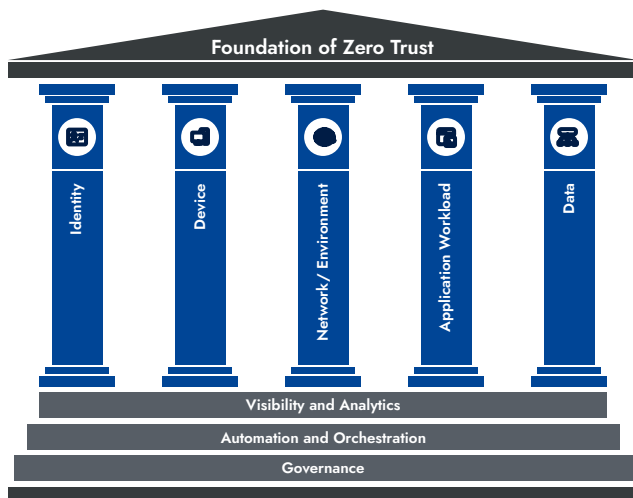 Foundation of Zero Trust
Identity
Device
Network/ Environment
Application Workload
Data
Visibility and Analytics
Automation and Orchestration
Governance